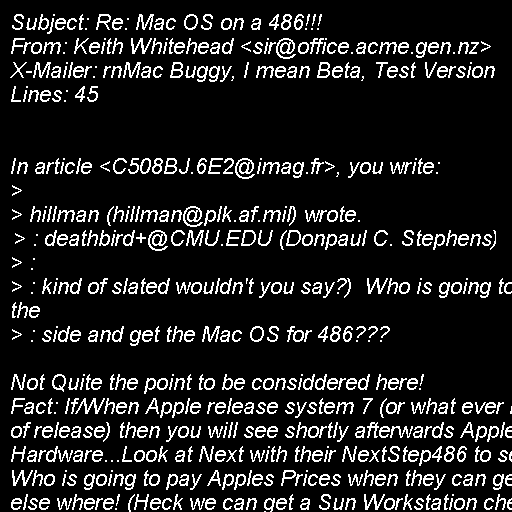 Subject: Re: Mac OS on a 486!!!
From: Keith Whitehead <sir@office.acme.gen.nz>
X-Mailer: rnMac Buggy, I mean Beta, Test Version
Lines: 45
In article <C508BJ.6E2@imag.fr>, you write:
>
> hillman (hillman@plk.af.mil) wrote.
> : deathbird+@CMU.EDU (Donpaul C. Stephens)
> :
> : kind of slated wouldn't you say?)  Who is going to
the
> : side and get the Mac OS for 486???
Not Quite the point to be considdered here!
Fact: If/When Apple release system 7 (or what ever
of release) then you will see shortly afterwards Apple
Hardware...Look at Next with their NextStep486 to
Who is going to pay Apples Prices when they can
else where! (Heck we can get a Sun Workstation